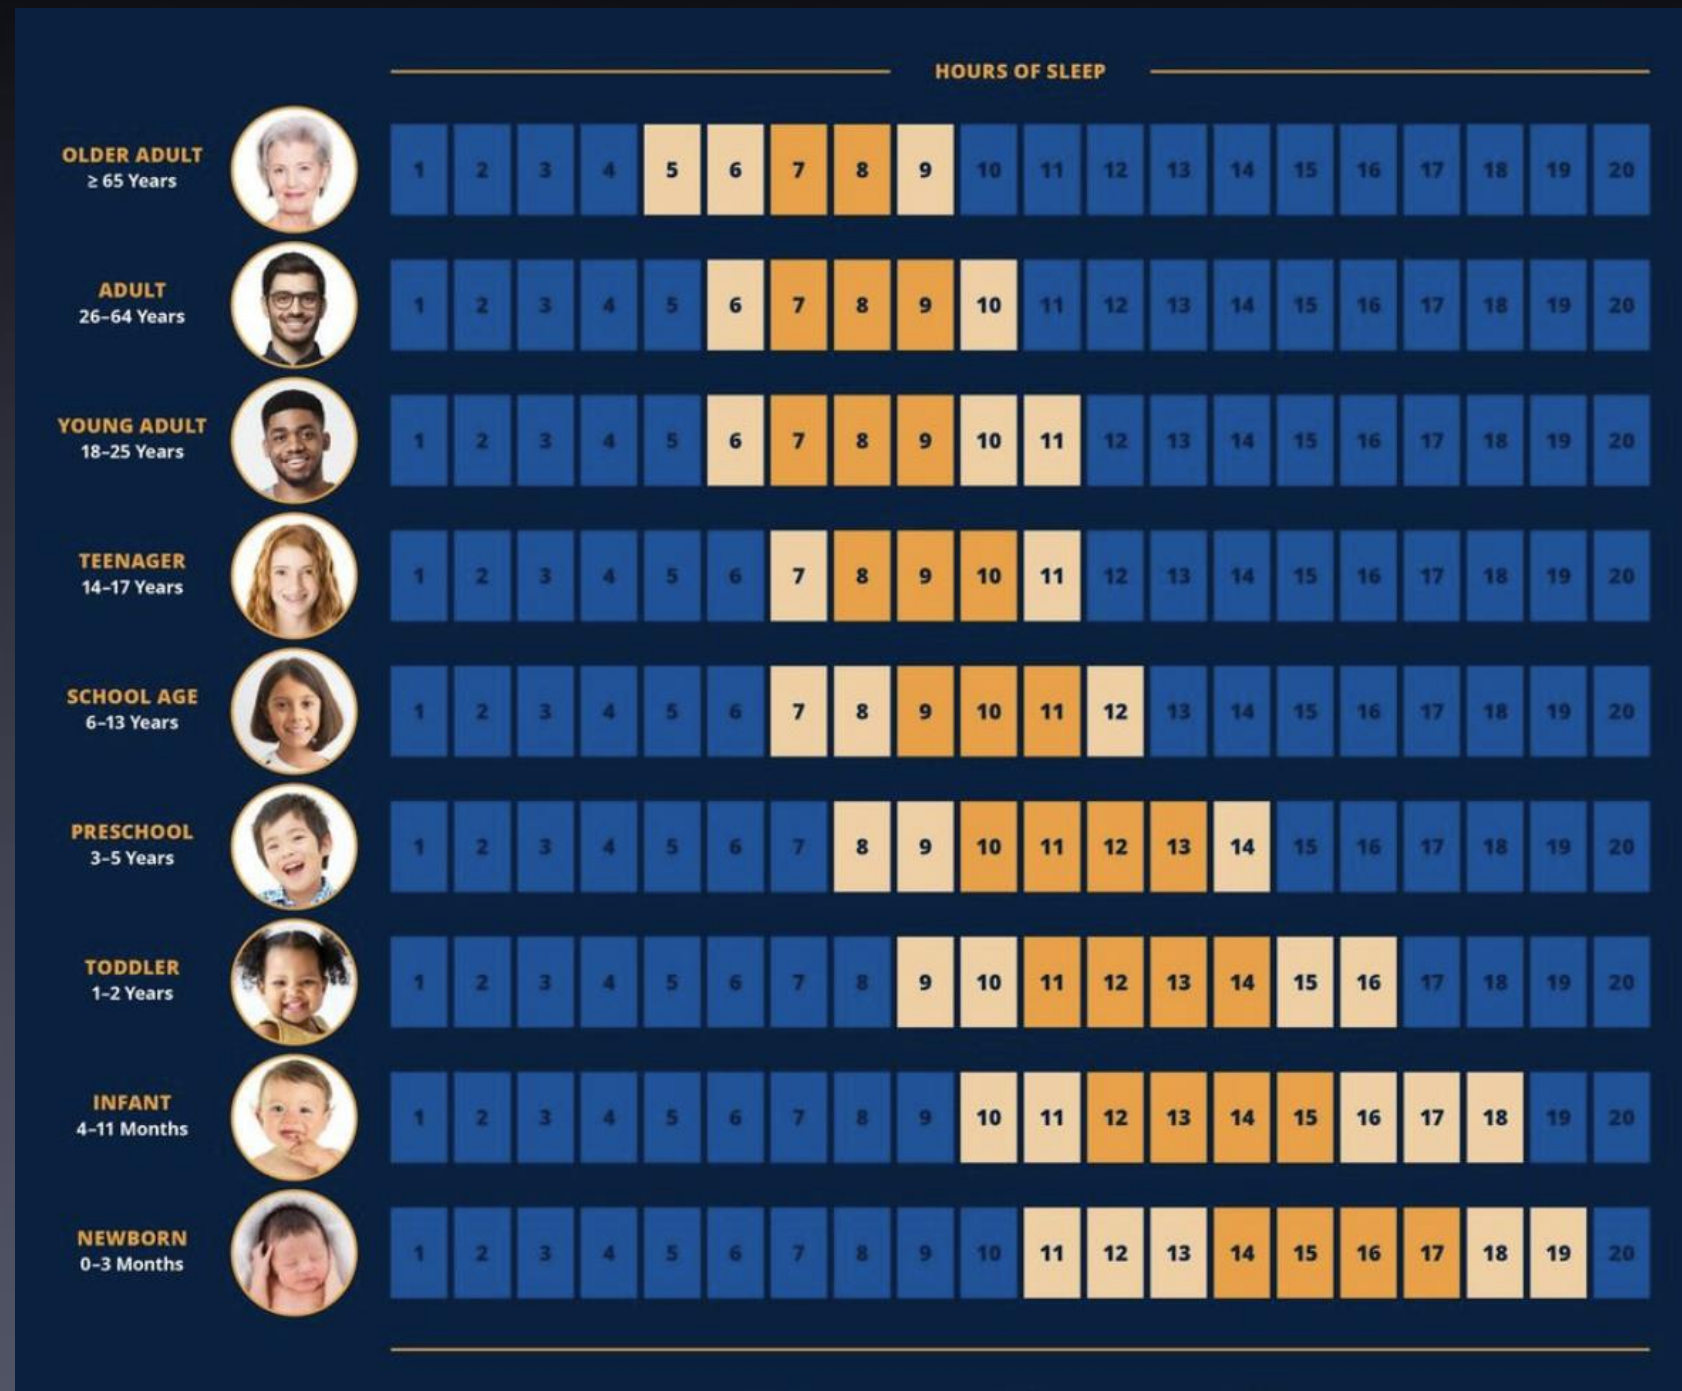 HOURS OF SLEEP
OLDER ADULT
≥ 65 Years
1 2 3 4 5 6 7 8 9 10 11 12 13 14 15 16 17 18 19 20
ADULT
26–64 Years
1 2 3 4 5 6 7 8 9 10 11 12 13 14 15 16 17 18 19 20
YOUNG ADULT
18–25 Years
1 2 3 4 5 6 7 8 9 10 11 12 13 14 15 16 17 18 19 20
TEENAGER
14–17 Years
1 2 3 4 5 6 7 8 9 10 11 12 13 14 15 16 17 18 19 20
SCHOOL AGE
6–13 Years
1 2 3 4 5 6 7 8 9 10 11 12 13 14 15 16 17 18 19 20
PRESCHOOL
3–5 Years
1 2 3 4 5 6 7 8 9 10 11 12 13 14 15 16 17 18 19 20
TODDLER
1–2 Years
1 2 3 4 5 6 7 8 9 10 11 12 13 14 15 16 17 18 19 20
INFANT
4–11 Months
1 2 3 4 5 6 7 8 9 10 11 12 13 14 15 16 17 18 19 20
NEWBORN
0–3 Months
1 2 3 4 5 6 7 8 9 10 11 12 13 14 15 16 17 18 19 20